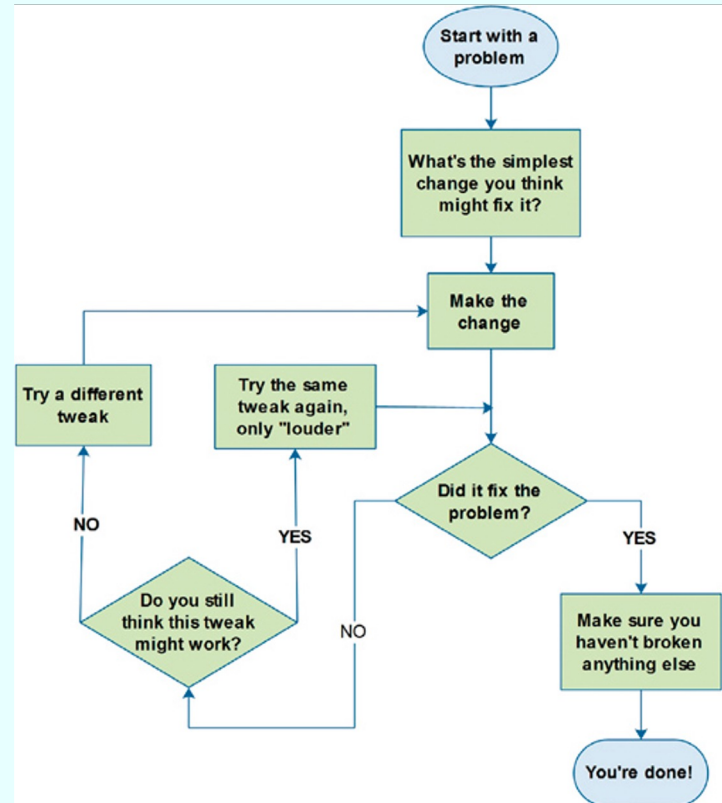 Start with a
problem
What's the simplest
change you think
might fix it?
Make the
change
Try a different
tweak
Try the same
tweak again,
only "louder"
Did it fix the
problem?
NO
YES
YES
Do you still
think this tweak
might work?
NO
Make sure you
haven't broken
anything else
You're done!